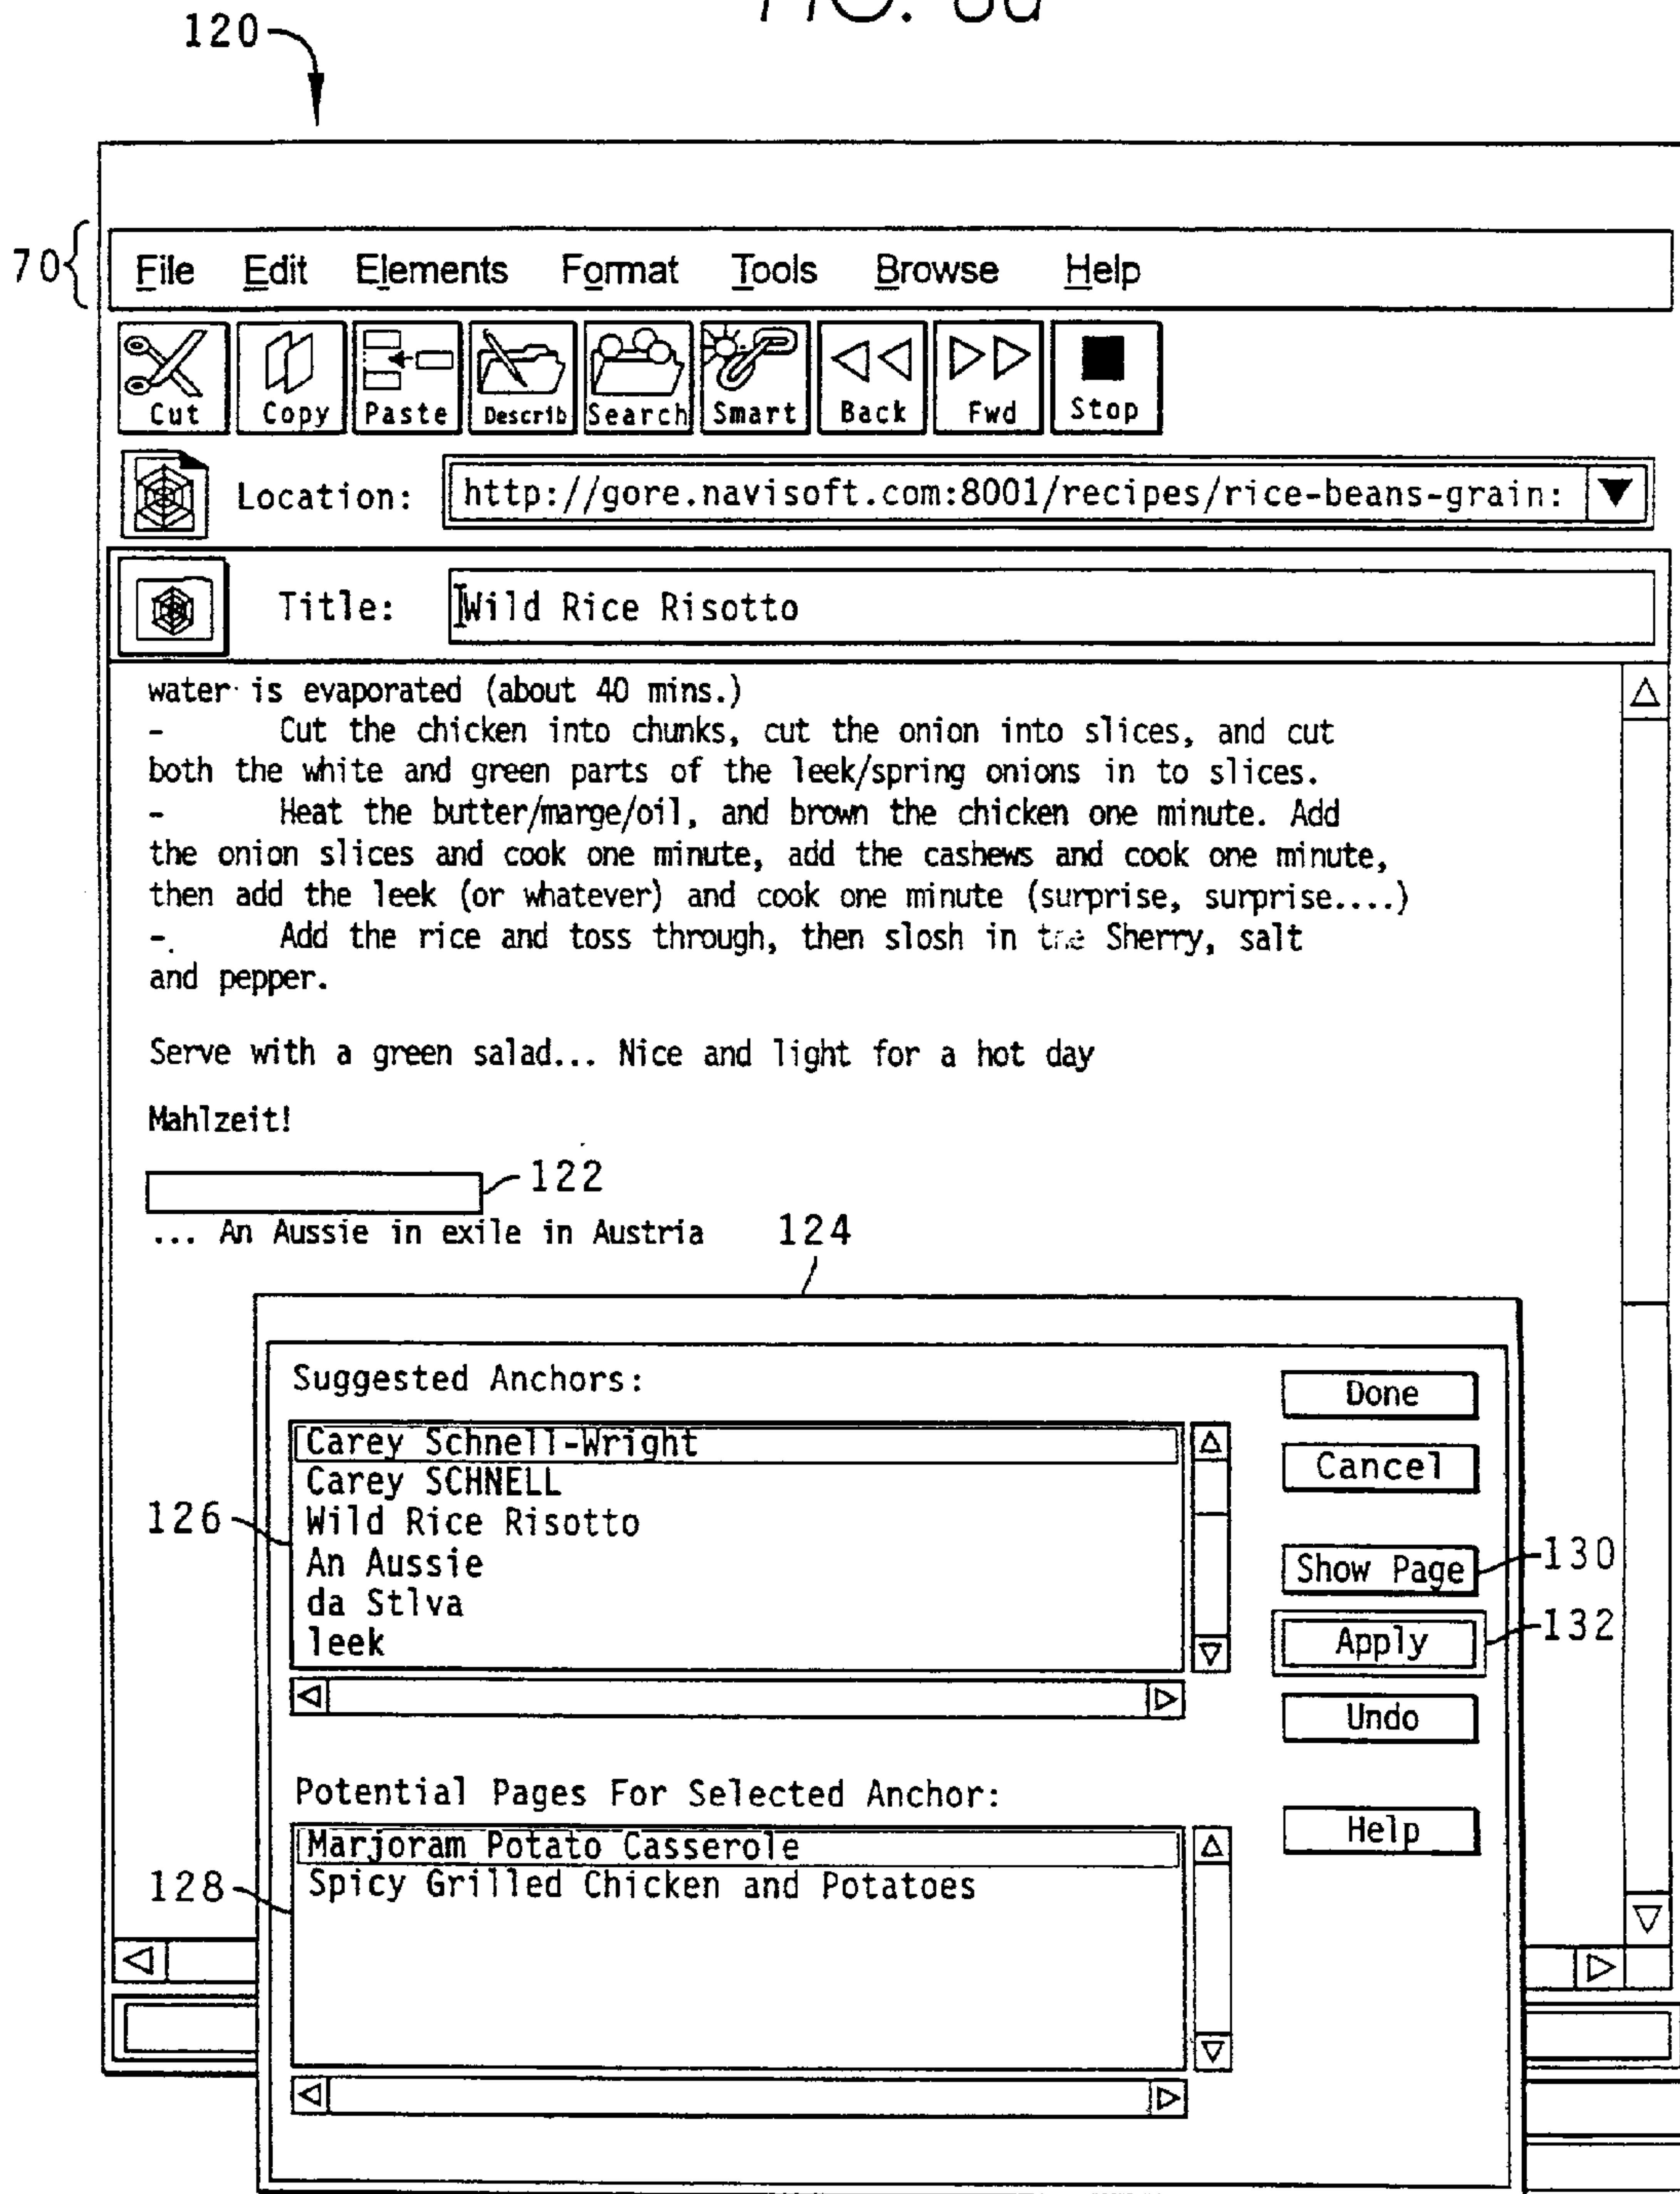 FIG.
120
70
File Edit Elements Format Tools Browse Help
Cut Copy Paste Describ Search Smart Back Fwd Stop
Location: http://gore.navisoft.com:8001/recipes/rice-beans-grain:
Title: Wild Rice Risotto
water is evaporated (about 40 mins.)
- Cut the chicken into chunks, cut the onion into slices, and cut
both the white and green parts of the leek/spring onions in to slices.
- Heat the butter/marge/oil, and brown the chicken one minute. Add
the onion slices and cook one minute, add the cashews and cook one minute,
then add the leek (or whatever) and cook one minute (surprise, surprise....)
- Add the rice and toss through, then slosh in the Sherry, salt
and pepper.
Serve with a green salad... Nice and light for a hot day
Mahlzeit!
122
... An Aussie in exile in Austria
124
Suggested Anchors:
Carey Schnell-Wright
Carey SCHNELL
Wild Rice Risotto
An Aussie
da Stlva
leek
126
Done
Cancel
Show Page
130
Apply
132
Undo
Help
Potential Pages For Selected Anchor:
Marjoram Potato Casserole
Spicy Grilled Chicken and Potatoes
128